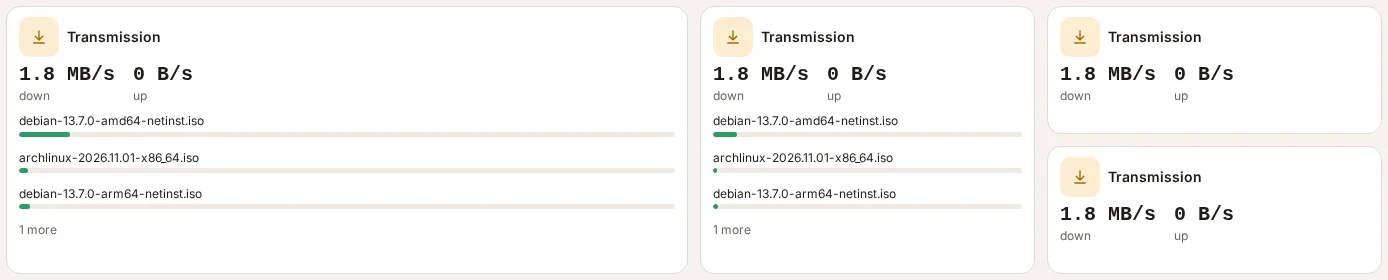 Transmission
1.8 MB/s 0 B/s
down up
debian-13.7.0-amd64-netinst.iso
archlinux-2026.11.01-x86_64.iso
debian-13.7.0-arm64-netinst.iso
1 more
Transmission
1.8 MB/s 0 B/s
down up
debian-13.7.0-amd64-netinst.iso
archlinux-2026.11.01-x86_64.iso
debian-13.7.0-arm64-netinst.iso
1 more
Transmission
1.8 MB/s 0 B/s
down up
Transmission
1.8 MB/s 0 B/s
down up